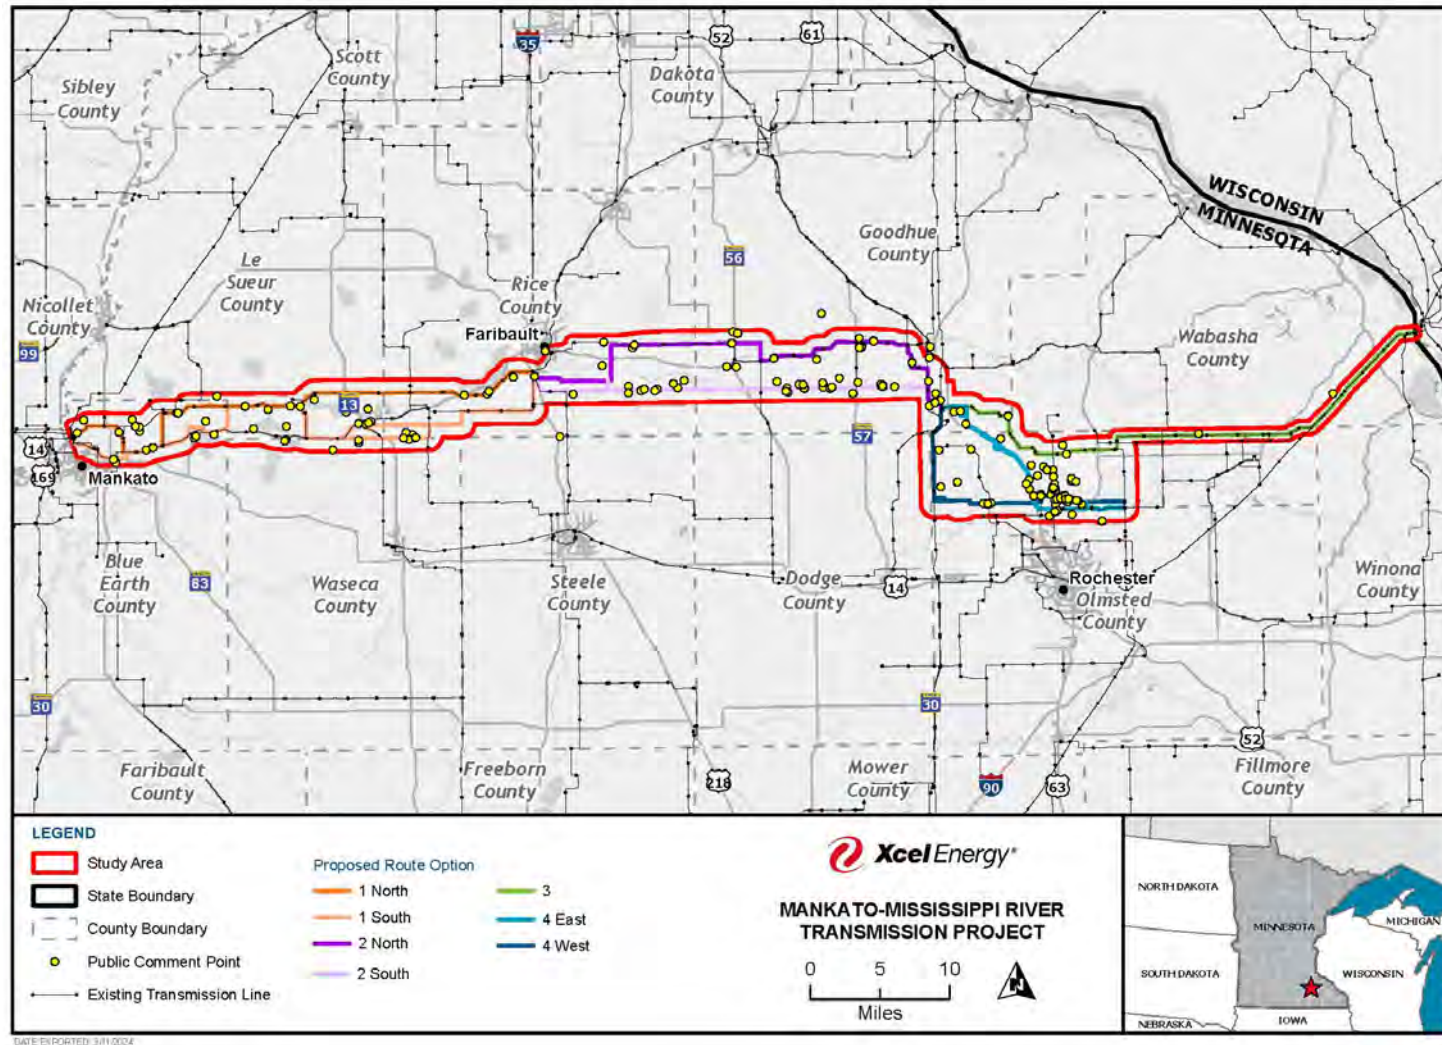 Sibley
County
Scott
County
35
52
61
Dakota
County
WISCONSIN
MINNESOTA
Goodhue
County
Le
Sueur
County
56
Rice
County
Nicollet
County
Faribault
Wabasha
County
99
13
57
14
169
Mankato
Blue
Earth
County
Waseca
County
Steele
County
Dodge
County
14
Rochester
Olmsted
County
Winona
County
30
30
Faribault
County
Freeborn
County
218
Mower
County
90
63
52
Fillmore
County
LEGEND
Study Area
State Boundary
County Boundary
Public Comment Point
Existing Transmission Line
Proposed Route Option
1 North
1 South
2 North
2 South
3
4 East
4 West
Xcel Energy®
MANKATO-MISSISSIPPI RIVER
TRANSMISSION PROJECT
0 5 10
Miles
N
NORTH DAKOTA
MINNESOTA
MICHIGAN
SOUTH DAKOTA
WISCONSIN
NEBRASKA
IOWA